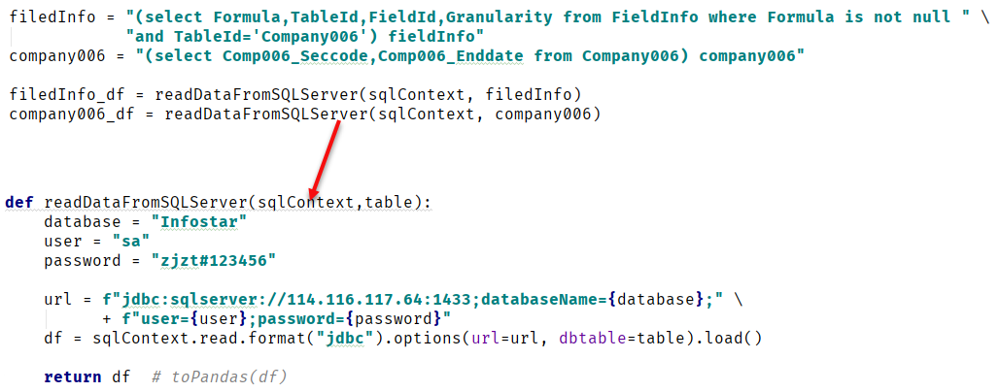 filedInfo = "(select Formula,TableId,FieldId,Granularity from FieldInfo where Formula is not null " \
"and TableId='Company006') fieldInfo"
company006 = "(select Comp006_Seccode,Comp006_Enddate from Company006) company006"
filedInfo_df = readDataFromSQLServer(sqlContext, filedInfo)
company006_df = readDataFromSQLServer(sqlContext, company006)
def readDataFromSQLServer(sqlContext,table):
database = "Infostar"
user = "sa"
password = "zjzt#123456"
url = f"jdbc:sqlserver://114.116.117.64:1433;databaseName={database};" \
+ f"user={user};password={password}"
df = sqlContext.read.format("jdbc").options(url=url, dbtable=table).load()
return df  # toPandas(df)